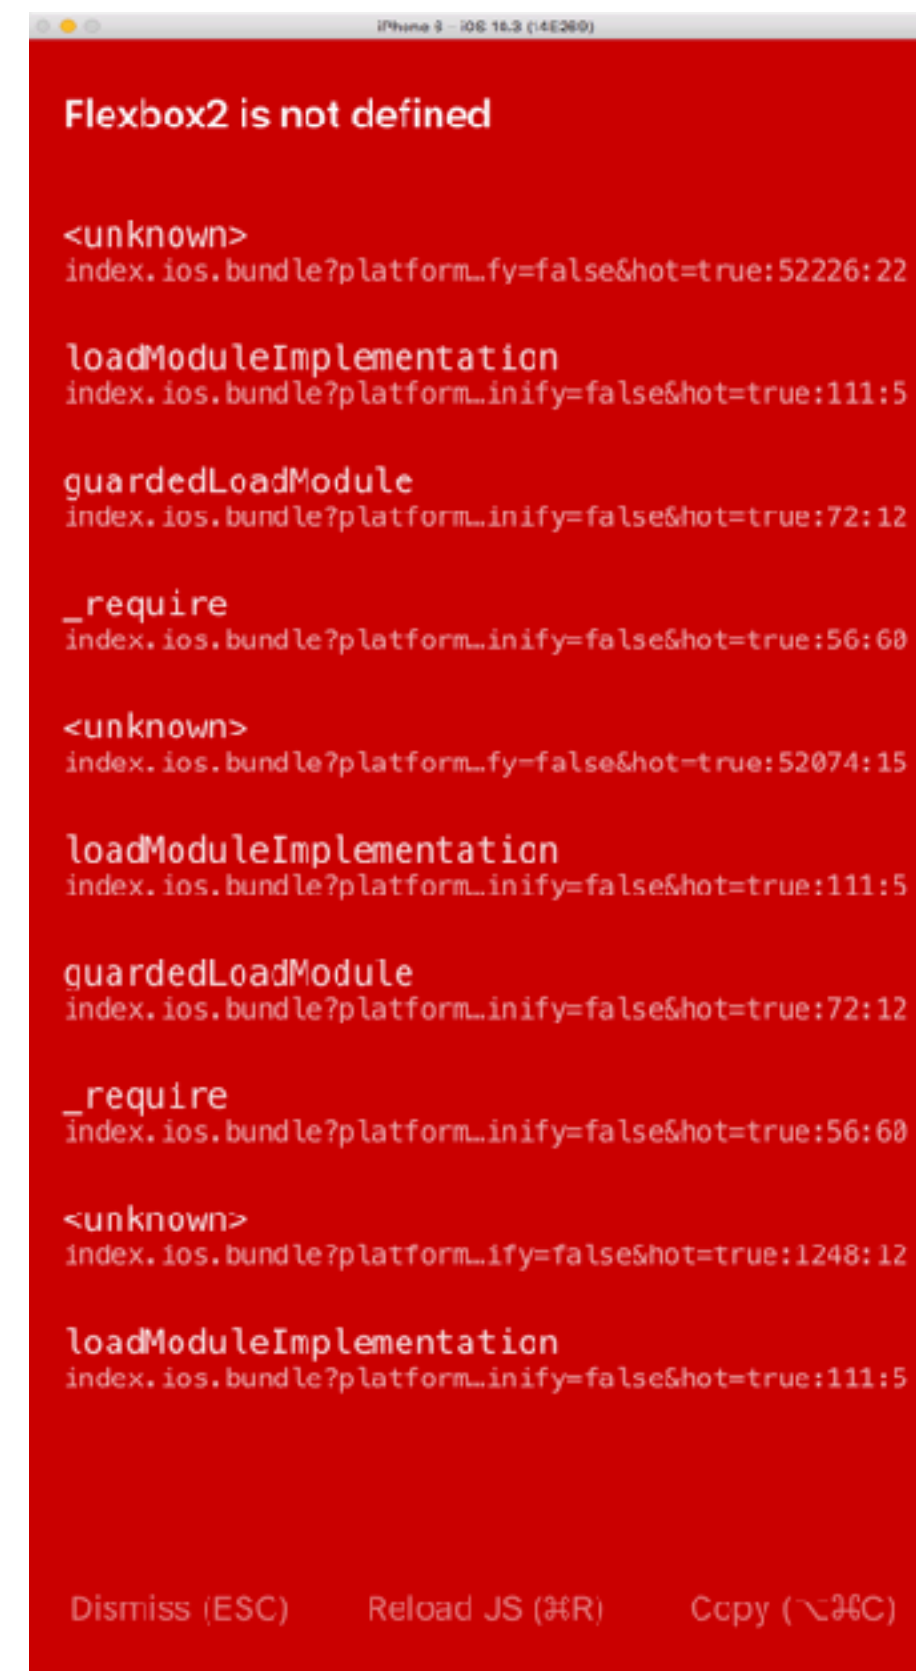 iPhone 6 – iOS 10.3 (14E269)
Flexbox2 is not defined
<unknown>
index.ios.bundle?platform…fy=false&hot=true:52226:22
loadModuleImplementation
index.ios.bundle?platform…inify=false&hot=true:111:5
guardedLoadModule
index.ios.bundle?platform…inify=false&hot=true:72:12
_require
index.ios.bundle?platform…inify=false&hot=true:56:60
<unknown>
index.ios.bundle?platform…fy=false&hot=true:52074:15
loadModuleImplementation
index.ios.bundle?platform…inify=false&hot=true:111:5
guardedLoadModule
index.ios.bundle?platform…inify=false&hot=true:72:12
_require
index.ios.bundle?platform…inify=false&hot=true:56:60
<unknown>
index.ios.bundle?platform…ify=false&hot=true:1248:12
loadModuleImplementation
index.ios.bundle?platform…inify=false&hot=true:111:5
Dismiss (ESC) Reload JS (⌘R) Copy (⌥⌘C)